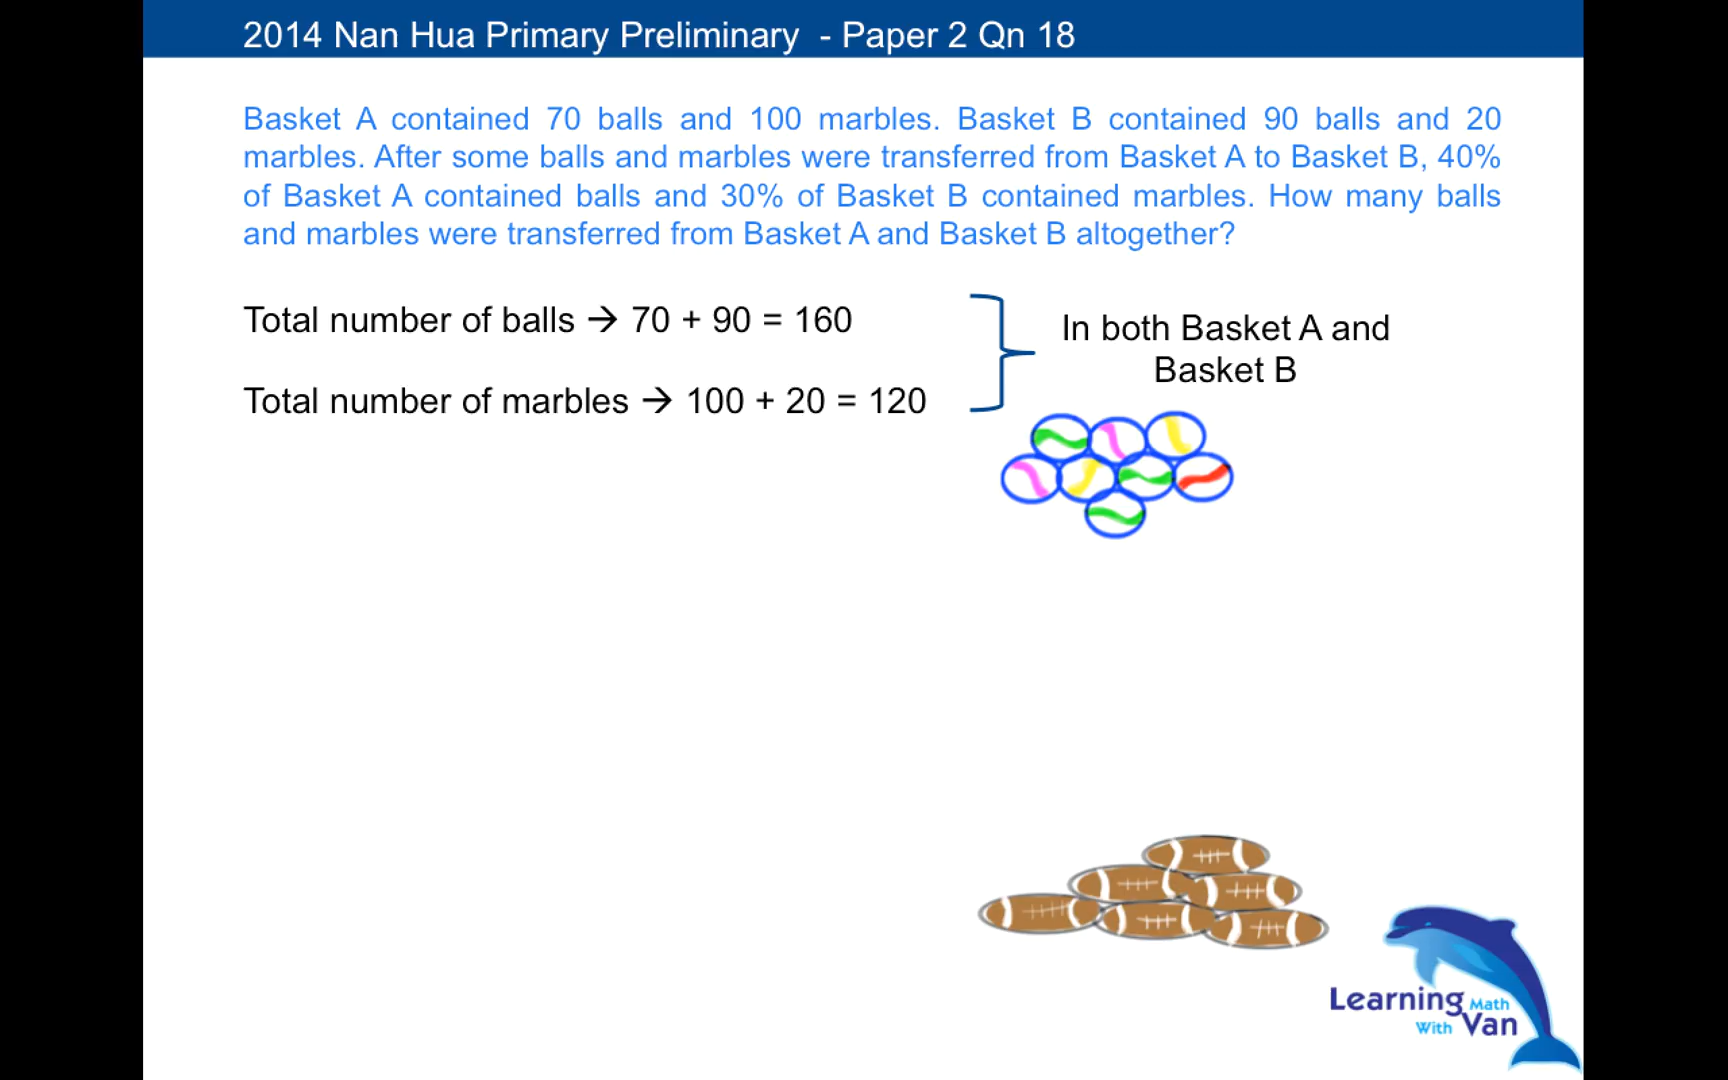 2014 Nan Hua Primary Preliminary - Paper 2 Qn 18
Basket A contained 70 balls and 100 marbles. Basket B contained 90 balls and 20
marbles. After some balls and marbles were transferred from Basket A to Basket B, 40%
of Basket A contained balls and 30% of Basket B contained marbles. How many balls
and marbles were transferred from Basket A and Basket B altogether?
Total number of balls → 70 + 90 = 160
Total number of marbles → 100 + 20 = 120
In both Basket A and
Basket B
Learning Math
With Van